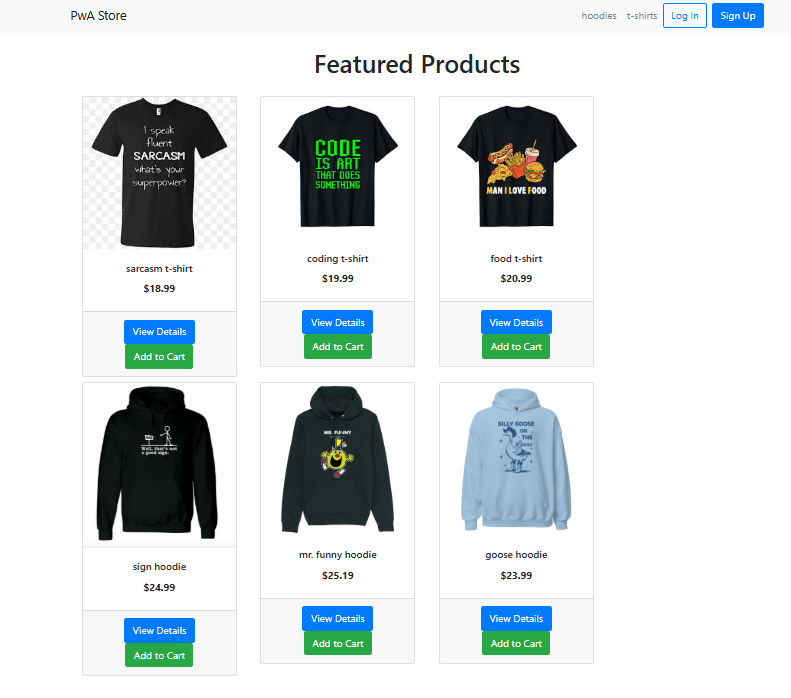 PwA Store
hoodies t-shirts Log In Sign Up
Featured Products
I speak
fluent
SARCASM
what's your
superpower?
CODE
IS ART
THAT DOES
SOMETHING
MAN I LOVE FOOD
sarcasm t-shirt
$18.99
coding t-shirt
$19.99
food t-shirt
$20.99
View Details
Add to Cart
View Details
Add to Cart
View Details
Add to Cart
Well, that's not
a good sign.
MR. FUNNY
SILLY GOOSE
ON
THE
Loose
sign hoodie
$24.99
mr. funny hoodie
$25.19
goose hoodie
$23.99
View Details
Add to Cart
View Details
Add to Cart
View Details
Add to Cart